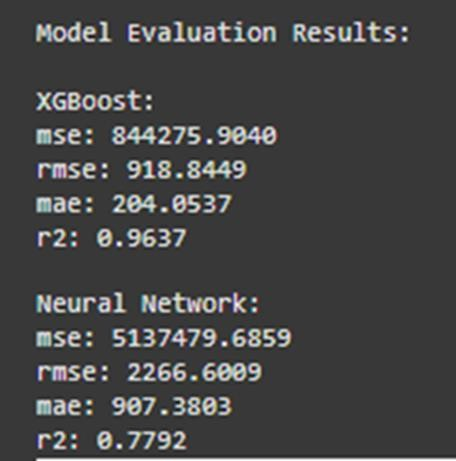 Model Evaluation Results:
XGBoost:
mse: 844275.9040
rmse: 918.8449
mae: 204.0537
r2: 0.9637
Neural Network:
mse: 5137479.6859
rmse: 2266.6009
mae: 907.3803
r2: 0.7792